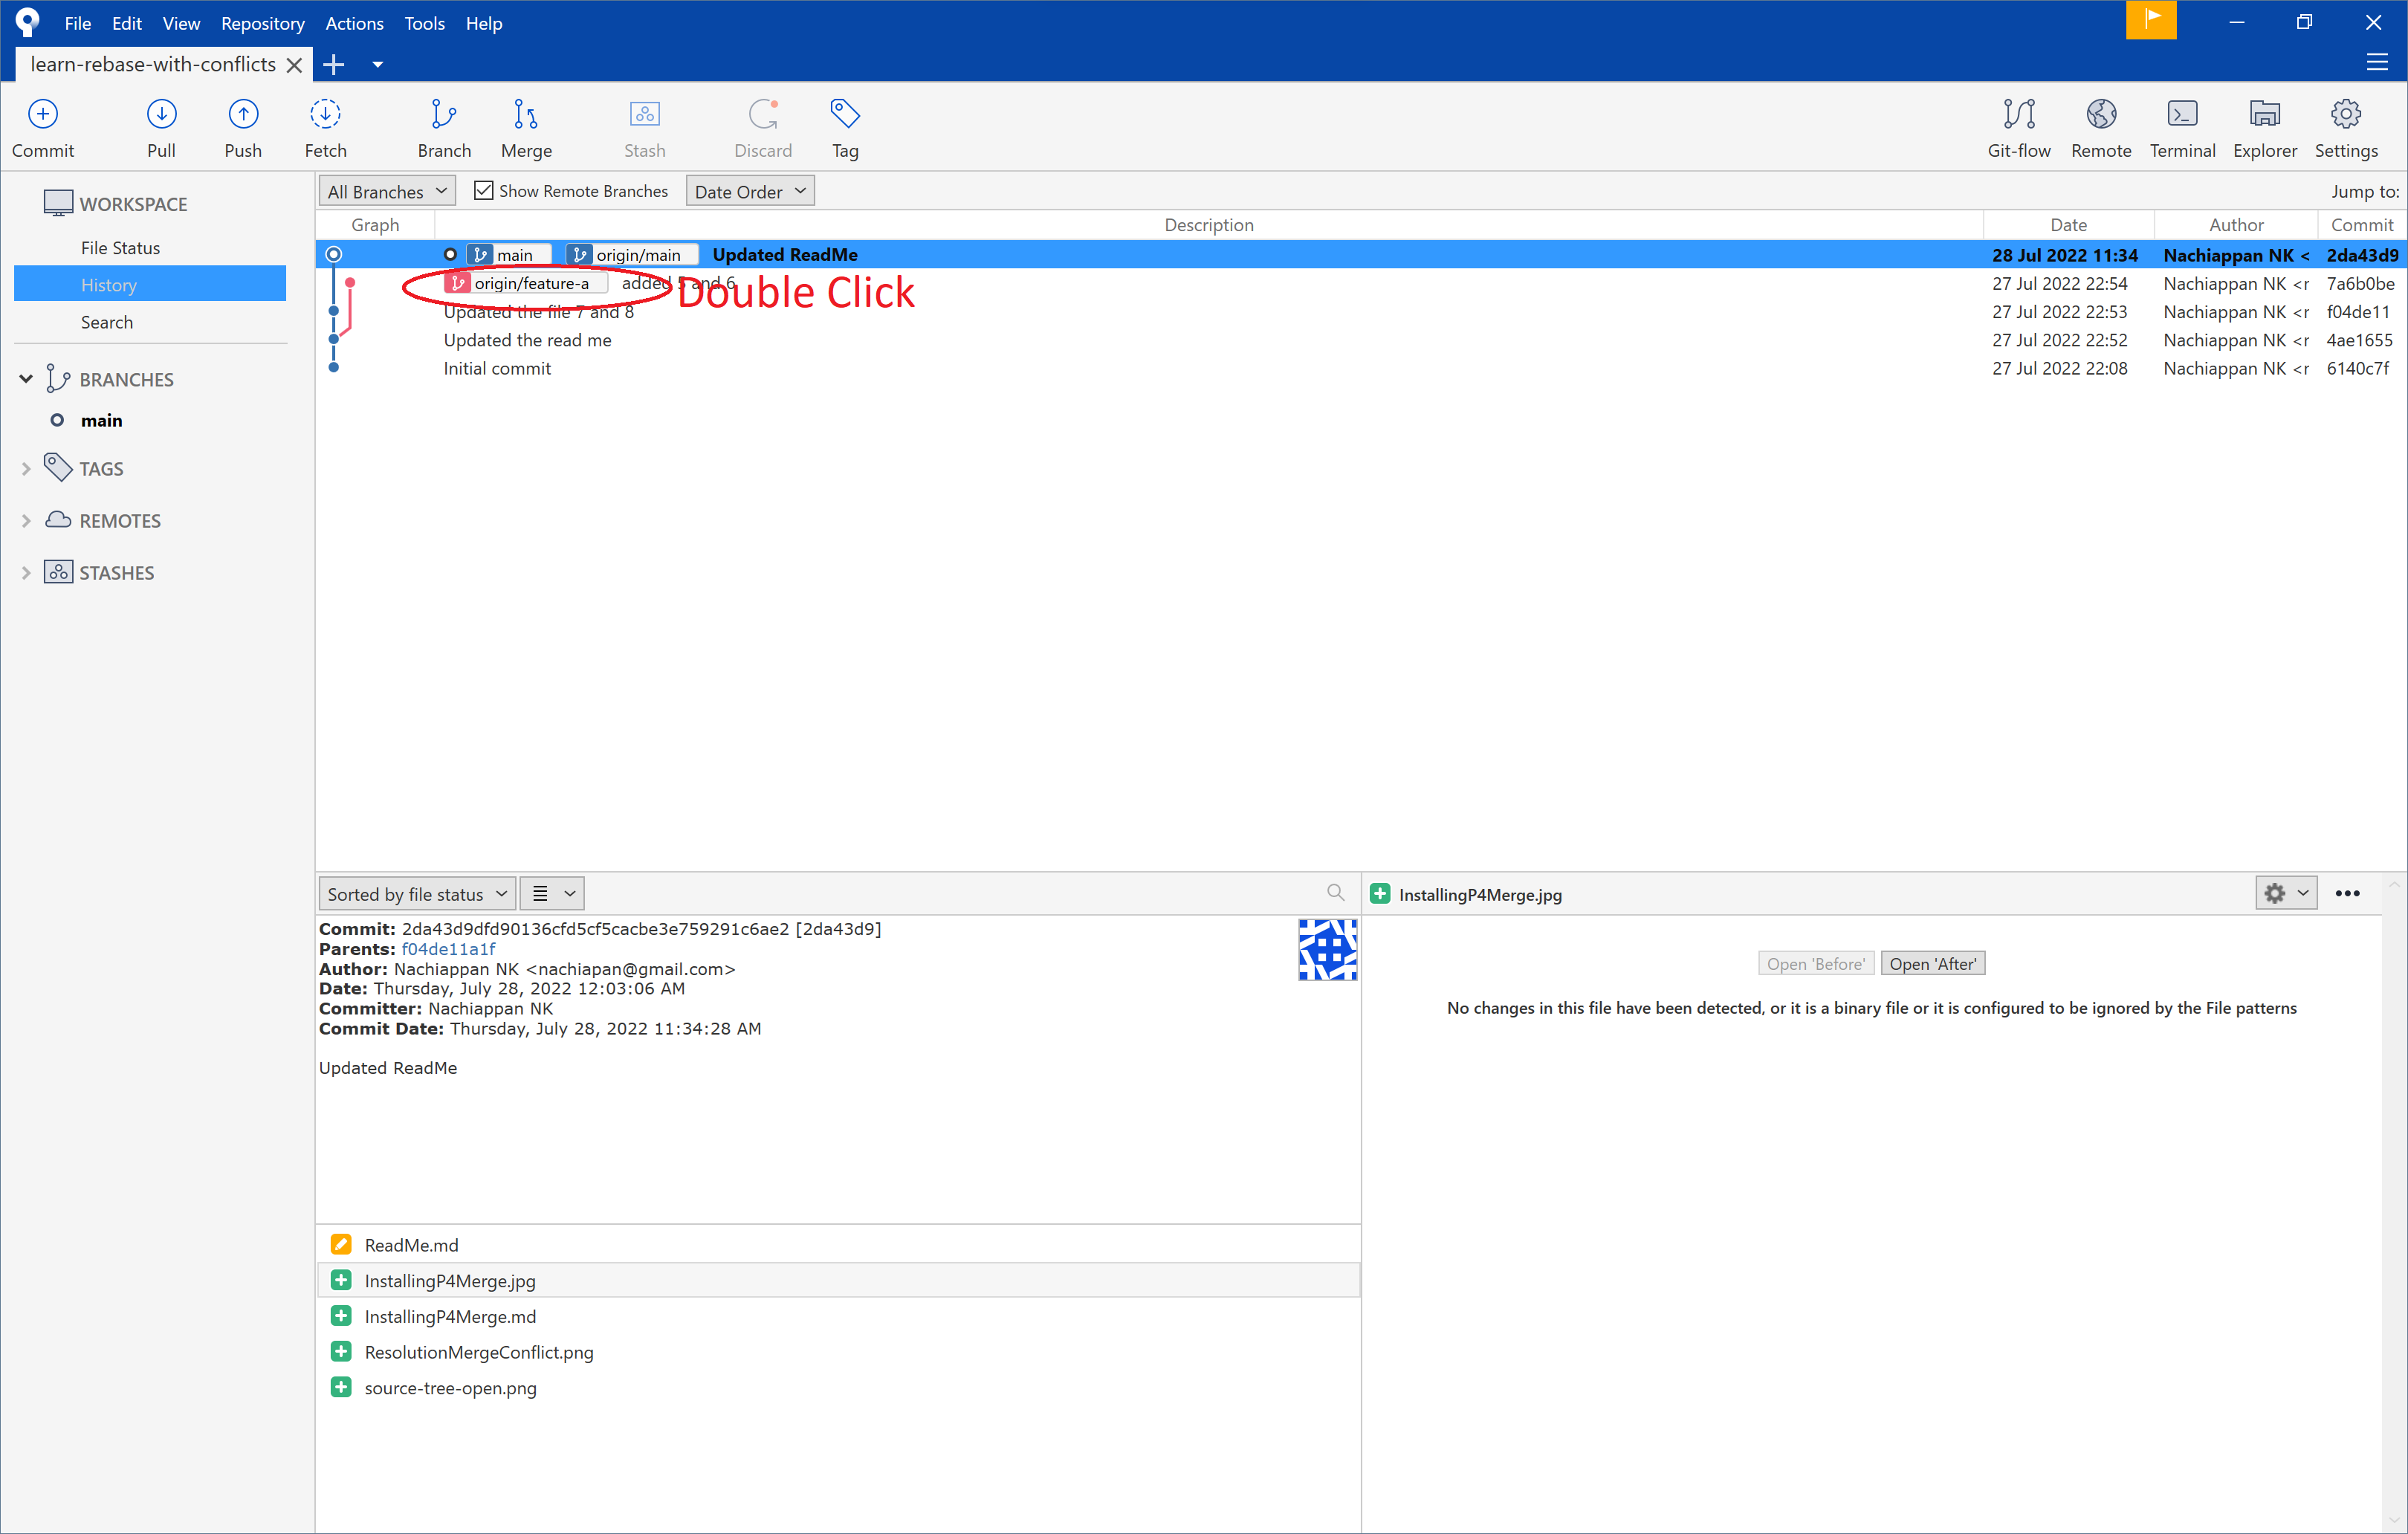 File Edit View Repository Actions Tools Help
learn-rebase-with-conflicts
Commit Pull Push Fetch Branch Merge Stash Discard Tag Git-flow Remote Terminal Explorer Settings
WORKSPACE
File Status
History
Search
BRANCHES
main
TAGS
REMOTES
STASHES
All Branches Show Remote Branches Date Order Jump to:
Graph Description Date Author Commit
main origin/main Updated ReadMe 28 Jul 2022 11:34 Nachiappan NK < 2da43d9
origin/feature-a added 5 and 6 27 Jul 2022 22:54 Nachiappan NK <r 7a6b0be
Double Click
Updated the file 7 and 8 27 Jul 2022 22:53 Nachiappan NK <r f04de11
Updated the read me 27 Jul 2022 22:52 Nachiappan NK <r 4ae1655
Initial commit 27 Jul 2022 22:08 Nachiappan NK <r 6140c7f
Sorted by file status
Commit: 2da43d9dfd90136cfd5cf5cacbe3e759291c6ae2 [2da43d9]
Parents: f04de11a1f
Author: Nachiappan NK <nachiapan@gmail.com>
Date: Thursday, July 28, 2022 12:03:06 AM
Committer: Nachiappan NK
Commit Date: Thursday, July 28, 2022 11:34:28 AM
Updated ReadMe
ReadMe.md
InstallingP4Merge.jpg
InstallingP4Merge.md
ResolutionMergeConflict.png
source-tree-open.png
InstallingP4Merge.jpg
Open 'Before' Open 'After'
No changes in this file have been detected, or it is a binary file or it is configured to be ignored by the File patterns